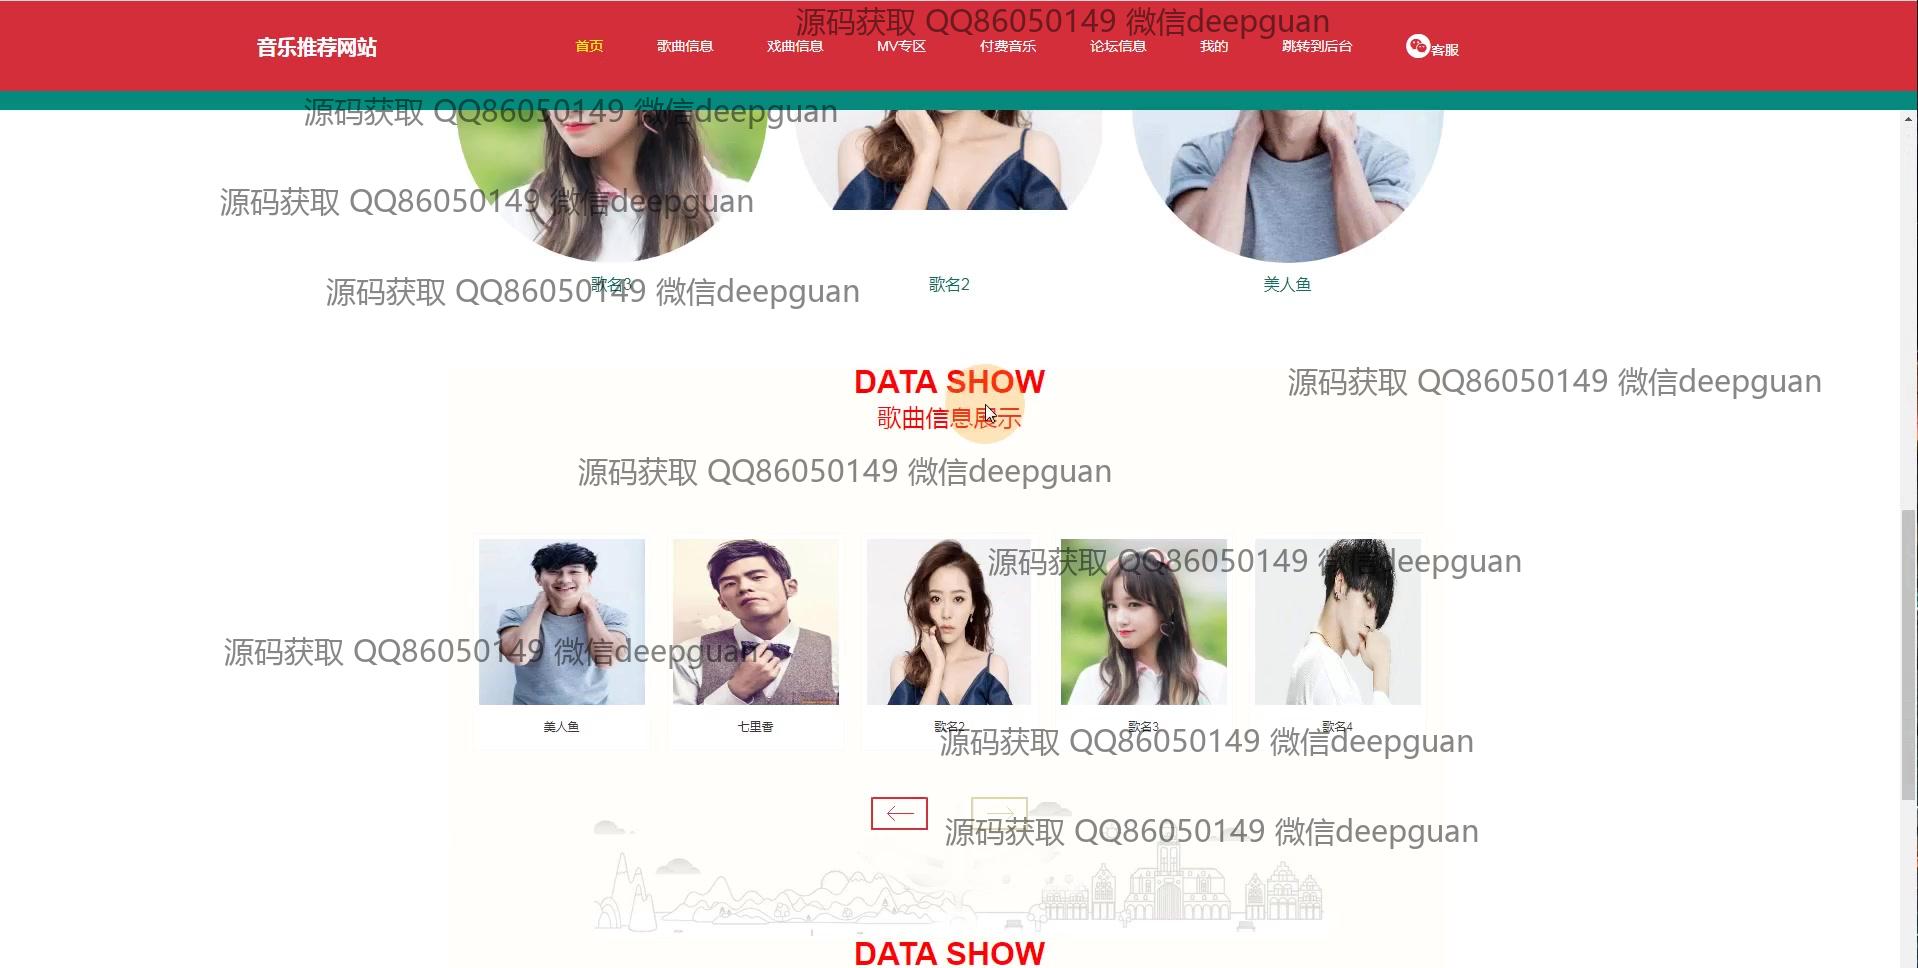 源码获取 QQ86050149 微信deepguan
音乐推荐网站
首页
歌曲信息
戏曲信息
MV专区
付费音乐
论坛信息
我的
跳转到后台
客服
源码获取 QQ86050149 微信deepguan
源码获取 QQ86050149 微信deepguan
源码获取 QQ86050149 微信deepguan
歌名3
歌名2
美人鱼
DATA SHOW
源码获取 QQ86050149 微信deepguan
歌曲信息展示
源码获取 QQ86050149 微信deepguan
源码获取 QQ86050149 微信deepguan
源码获取 QQ86050149 微信deepguan
美人鱼
七里香
歌名2
歌名3
歌名4
源码获取 QQ86050149 微信deepguan
源码获取 QQ86050149 微信deepguan
DATA SHOW